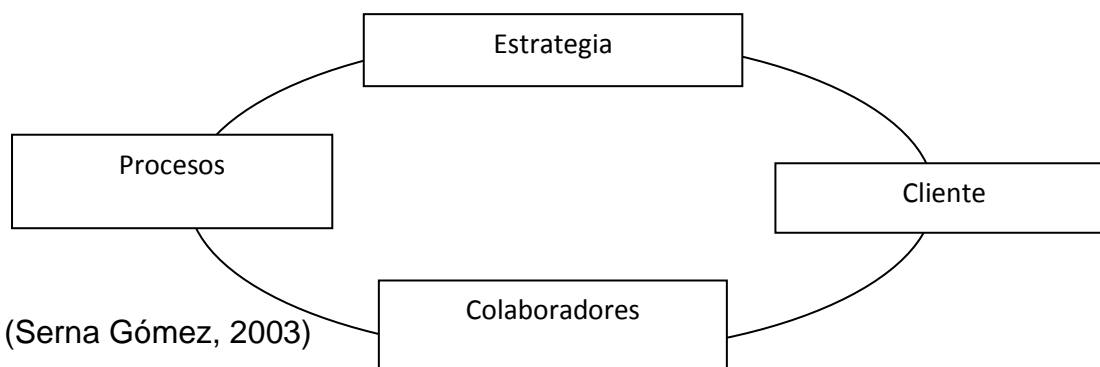 Estrategia
Procesos
Cliente
Colaboradores
(Serna Gómez, 2003)